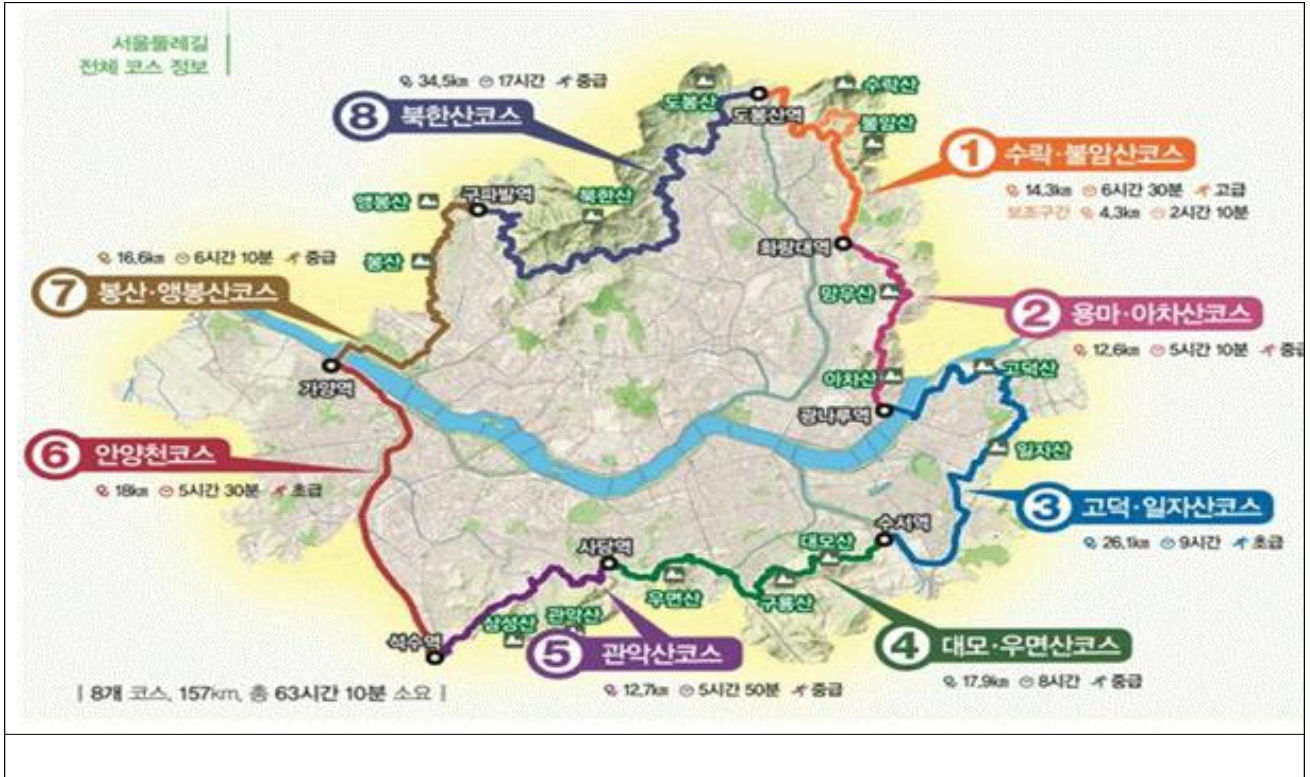 서울둘레길
전체 코스 정보
34.5km 17시간 중급
8 북한산코스
도봉산
도봉산역
수락산
불암산
1 수락·불암산코스
14.3km 6시간 30분 고급
보조구간 4.3km 2시간 10분
앵봉산
구파발역
북한산
화랑대역
16.6km 6시간 10분 중급
봉산
7 봉산·앵봉산코스
망우산
2 용마·아차산코스
12.6km 5시간 10분 중급
가양역
아차산
고덕산
광나루역
6 안양천코스
18km 5시간 30분 초급
일자산
3 고덕·일자산코스
26.1km 9시간 초급
수서역
대모산
사당역
우면산
구룡산
삼성산
관악산
석수역
5 관악산코스
12.7km 5시간 50분 중급
4 대모·우면산코스
17.9km 8시간 중급
| 8개 코스, 157km, 총 63시간 10분 소요 |